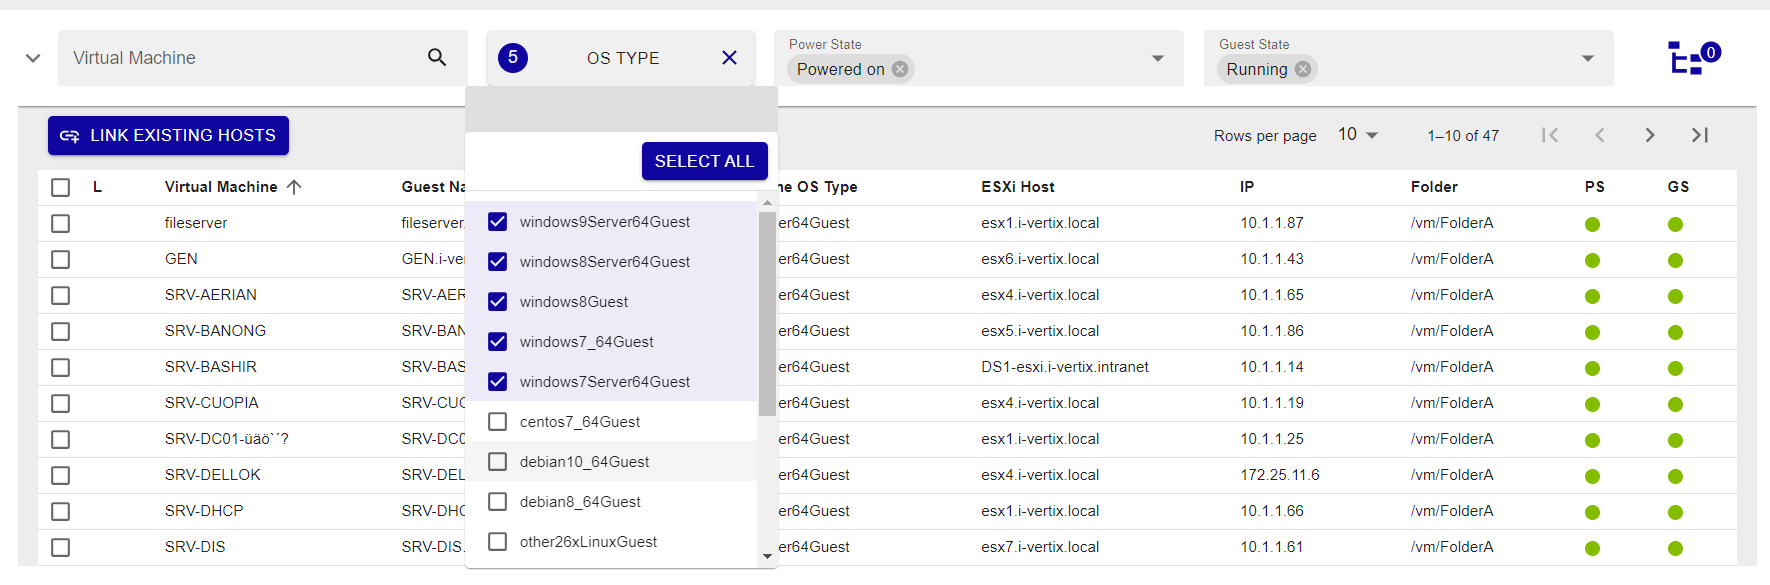 Virtual Machine
5 OS TYPE
Power State
Powered on
Guest State
Running
0
LINK EXISTING HOSTS
Rows per page 10 1–10 of 47
SELECT ALL
windows9Server64Guest
windows8Server64Guest
windows8Guest
windows7_64Guest
windows7Server64Guest
centos7_64Guest
debian10_64Guest
debian8_64Guest
other26xLinuxGuest
L Virtual Machine Guest Na ne OS Type ESXi Host IP Folder PS GS
fileserver fileserver. er64Guest esx1.i-vertix.local 10.1.1.87 /vm/FolderA
GEN GEN.i-ve er64Guest esx6.i-vertix.local 10.1.1.43 /vm/FolderA
SRV-AERIAN SRV-AER er64Guest esx4.i-vertix.local 10.1.1.65 /vm/FolderA
SRV-BANONG SRV-BAN er64Guest esx5.i-vertix.local 10.1.1.86 /vm/FolderA
SRV-BASHIR SRV-BAS er64Guest DS1-esxi.i-vertix.intranet 10.1.1.14 /vm/FolderA
SRV-CUOPIA SRV-CUO er64Guest esx4.i-vertix.local 10.1.1.19 /vm/FolderA
SRV-DC01-üäö`´? SRV-DC0 er64Guest esx1.i-vertix.local 10.1.1.25 /vm/FolderA
SRV-DELLOK SRV-DEL er64Guest esx4.i-vertix.local 172.25.11.6 /vm/FolderA
SRV-DHCP SRV-DHC er64Guest esx1.i-vertix.local 10.1.1.66 /vm/FolderA
SRV-DIS SRV-DIS. er64Guest esx7.i-vertix.local 10.1.1.61 /vm/FolderA